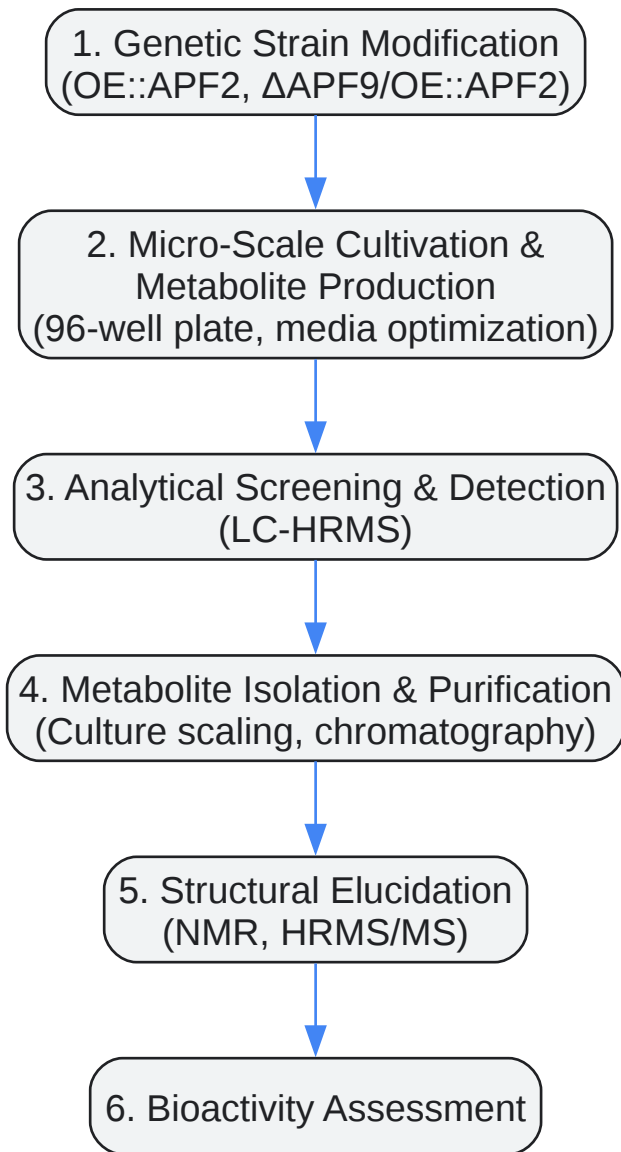 1. Genetic Strain Modification
(OE::APF2, ΔAPF9/OE::APF2)
2. Micro-Scale Cultivation &
Metabolite Production
(96-well plate, media optimization)
3. Analytical Screening & Detection
(LC-HRMS)
4. Metabolite Isolation & Purification
(Culture scaling, chromatography)
5. Structural Elucidation
(NMR, HRMS/MS)
6. Bioactivity Assessment